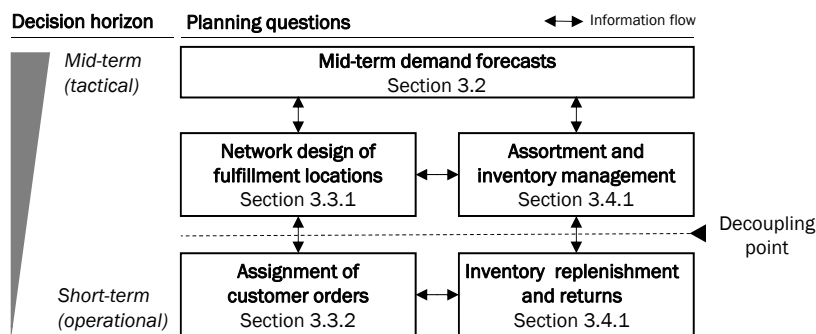 Decision horizon
Planning questions
Information flow
Mid-term
(tactical)
Mid-term demand forecasts
Section 3.2
Network design of
fulfillment locations
Section 3.3.1
Assortment and
inventory management
Section 3.4.1
Decoupling
point
Short-term
(operational)
Assignment of
customer orders
Section 3.3.2
Inventory replenishment
and returns
Section 3.4.1